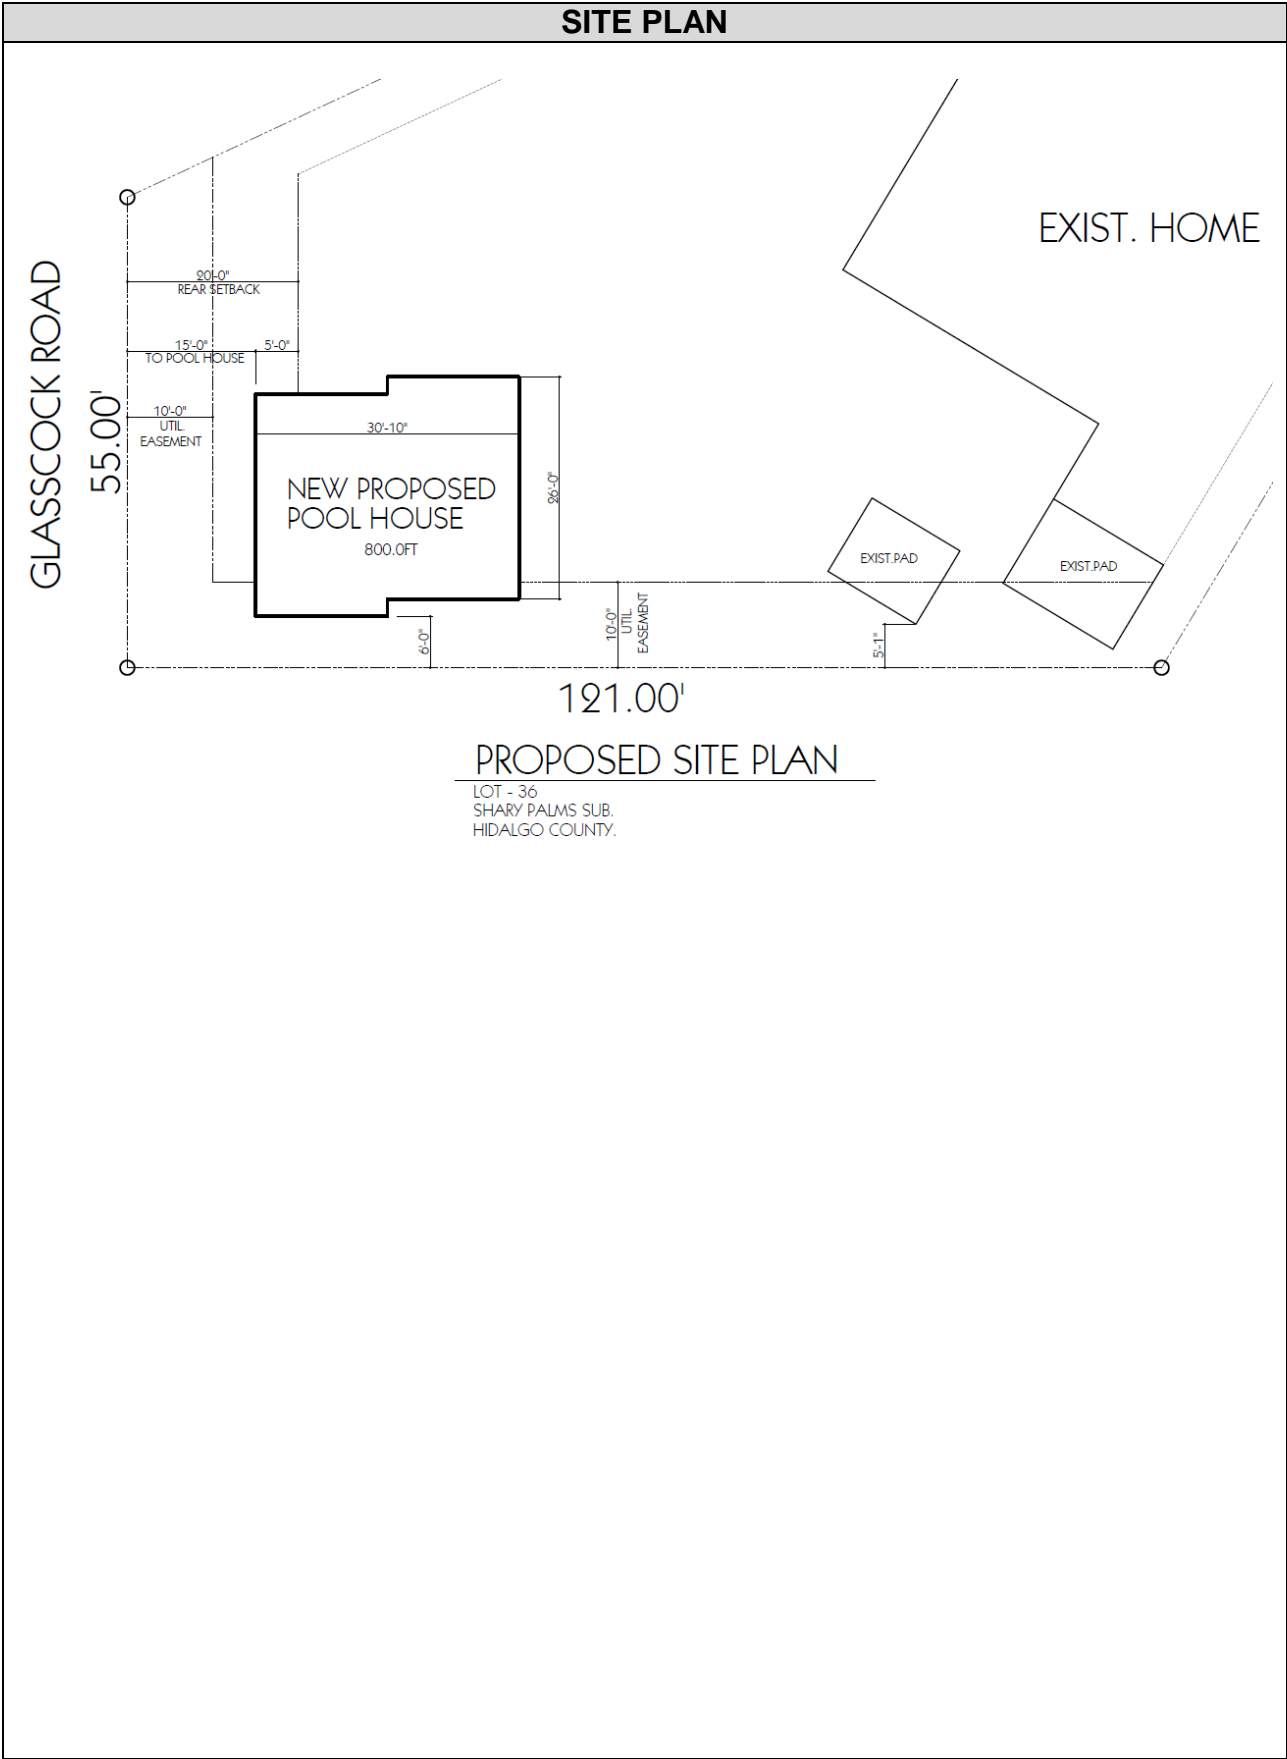 SITE PLAN
EXIST. HOME
20'-0"
REAR SETBACK
15'-0"
5'-0"
TO POOL HOUSE
GLASSCOCK ROAD
55.00'
10'-0"
UTIL.
EASEMENT
30'-10"
26'-0"
NEW PROPOSED
POOL HOUSE
800.0FT
EXIST.PAD
EXIST.PAD
6'-0"
10'-0"
UTIL.
EASEMENT
5'-1"
121.00'
PROPOSED SITE PLAN
LOT - 36
SHARY PALMS SUB.
HIDALGO COUNTY.